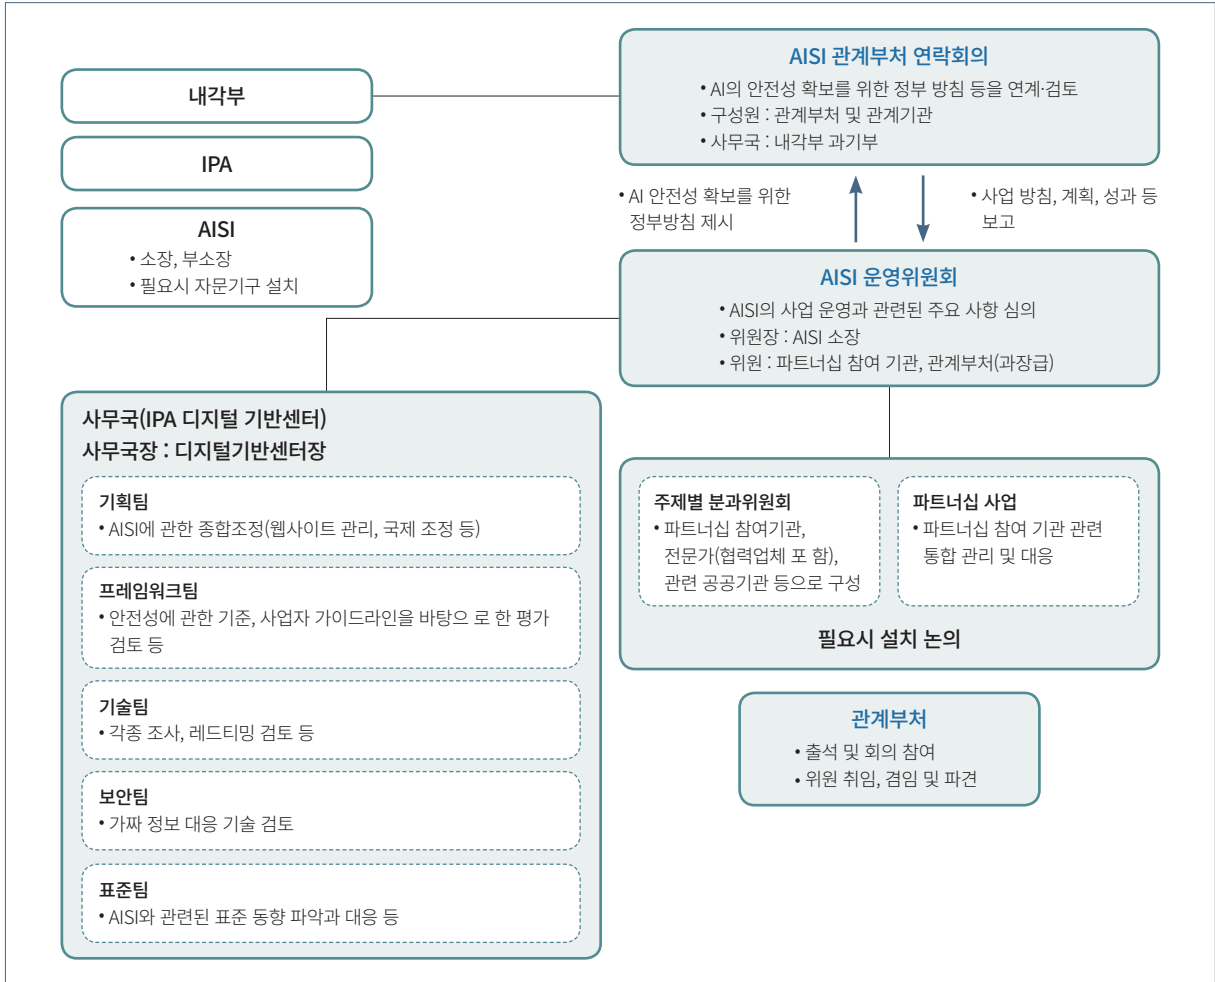 내각부
IPA
AISI
• 소장, 부소장
• 필요시 자문기구 설치
AISI 관계부처 연락회의
• AI의 안전성 확보를 위한 정부 방침 등을 연계·검토
• 구성원 : 관계부처 및 관계기관
• 사무국 : 내각부 과기부
• AI 안전성 확보를 위한
정부방침 제시
• 사업 방침, 계획, 성과 등
보고
AISI 운영위원회
• AISI의 사업 운영과 관련된 주요 사항 심의
• 위원장 : AISI 소장
• 위원 : 파트너십 참여 기관, 관계부처(과장급)
사무국(IPA 디지털 기반센터)
사무국장 : 디지털기반센터장
기획팀
• AISI에 관한 종합조정(웹사이트 관리, 국제 조정 등)
프레임워크팀
• 안전성에 관한 기준, 사업자 가이드라인을 바탕으 로 한 평가
검토 등
기술팀
• 각종 조사, 레드티밍 검토 등
보안팀
• 가짜 정보 대응 기술 검토
표준팀
• AISI와 관련된 표준 동향 파악과 대응 등
주제별 분과위원회
• 파트너십 참여기관,
전문가(협력업체 포 함),
관련 공공기관 등으로 구성
파트너십 사업
• 파트너십 참여 기관 관련
통합 관리 및 대응
필요시 설치 논의
관계부처
• 출석 및 회의 참여
• 위원 취임, 겸임 및 파견